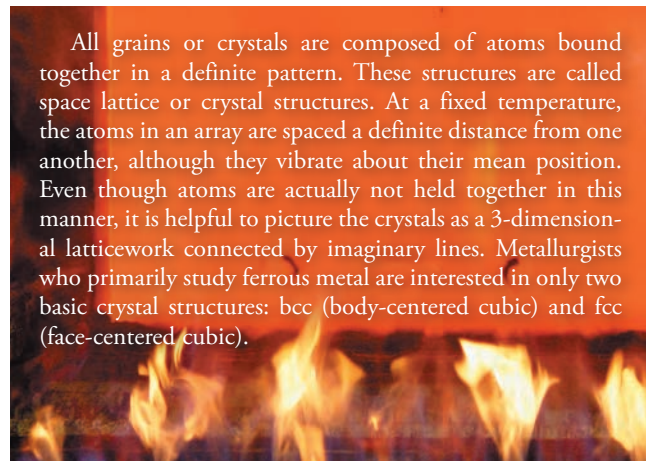 All grains or crystals are composed of atoms bound
together in a definite pattern. These structures are called
space lattice or crystal structures. At a fixed temperature,
the atoms in an array are spaced a definite distance from one
another, although they vibrate about their mean position.
Even though atoms are actually not held together in this
manner, it is helpful to picture the crystals as a 3-dimension-
al latticework connected by imaginary lines. Metallurgists
who primarily study ferrous metal are interested in only two
basic crystal structures: bcc (body-centered cubic) and fcc
(face-centered cubic).